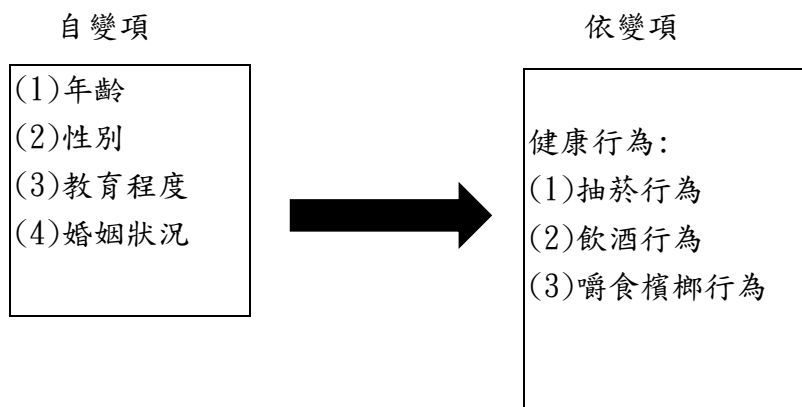 自變項
依變項
(1)年齡
(2)性別
(3)教育程度
(4)婚姻狀況
健康行為:
(1)抽菸行為
(2)飲酒行為
(3)嚼食檳榔行為